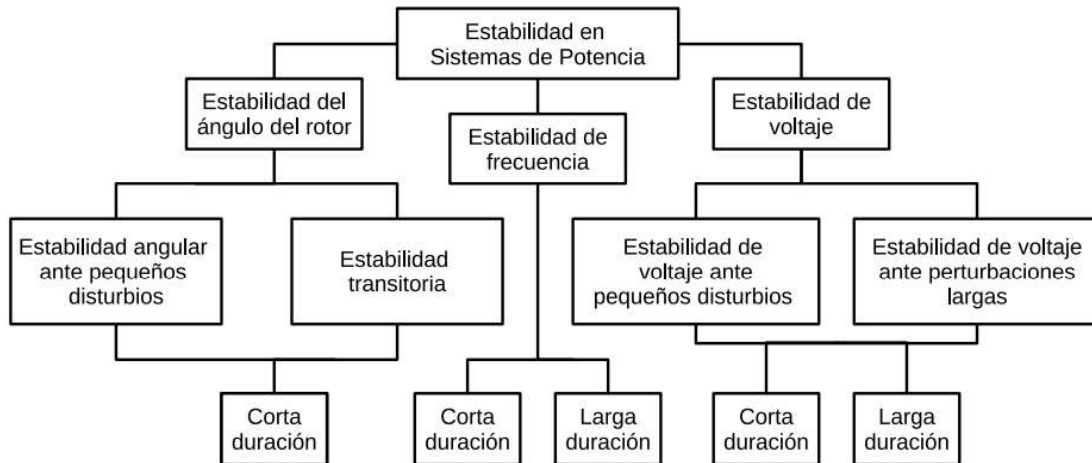 Estabilidad en
Sistemas de Potencia
Estabilidad del
ángulo del rotor
Estabilidad de
frecuencia
Estabilidad de
voltaje
Estabilidad angular
ante pequeños
disturbios
Estabilidad
transitoria
Estabilidad de
voltaje ante
pequeños disturbios
Estabilidad de voltaje
ante perturbaciones
largas
Corta
duración
Corta
duración
Larga
duración
Corta
duración
Larga
duración